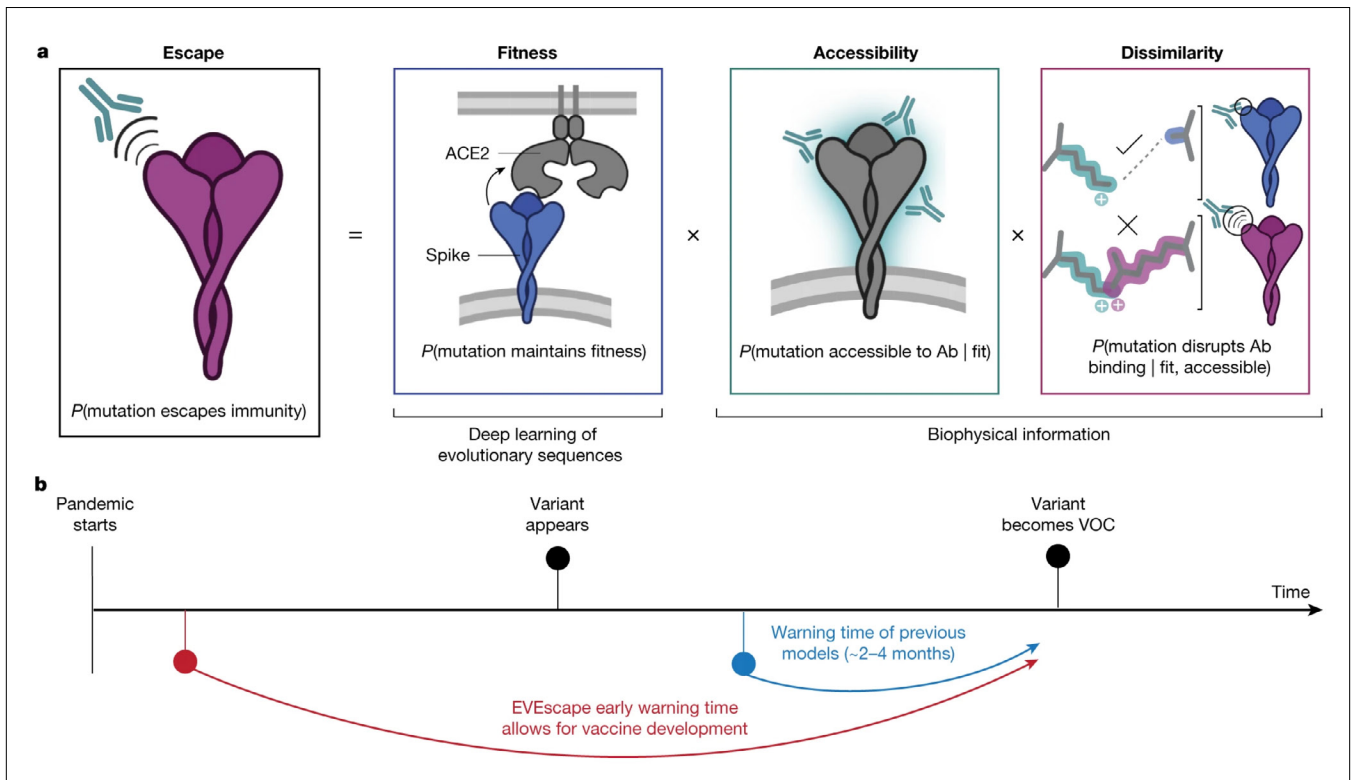 a
Escape
Fitness
Accessibility
Dissimilarity
ACE2
Spike
=
×
×
+
+ +
P(mutation escapes immunity)
P(mutation maintains fitness)
P(mutation accessible to Ab | fit)
P(mutation disrupts Ab
binding | fit, accessible)
Deep learning of
evolutionary sequences
Biophysical information
b
Pandemic
starts
Variant
appears
Variant
becomes VOC
Time
Warning time of previous
models (~2–4 months)
EVEscape early warning time
allows for vaccine development